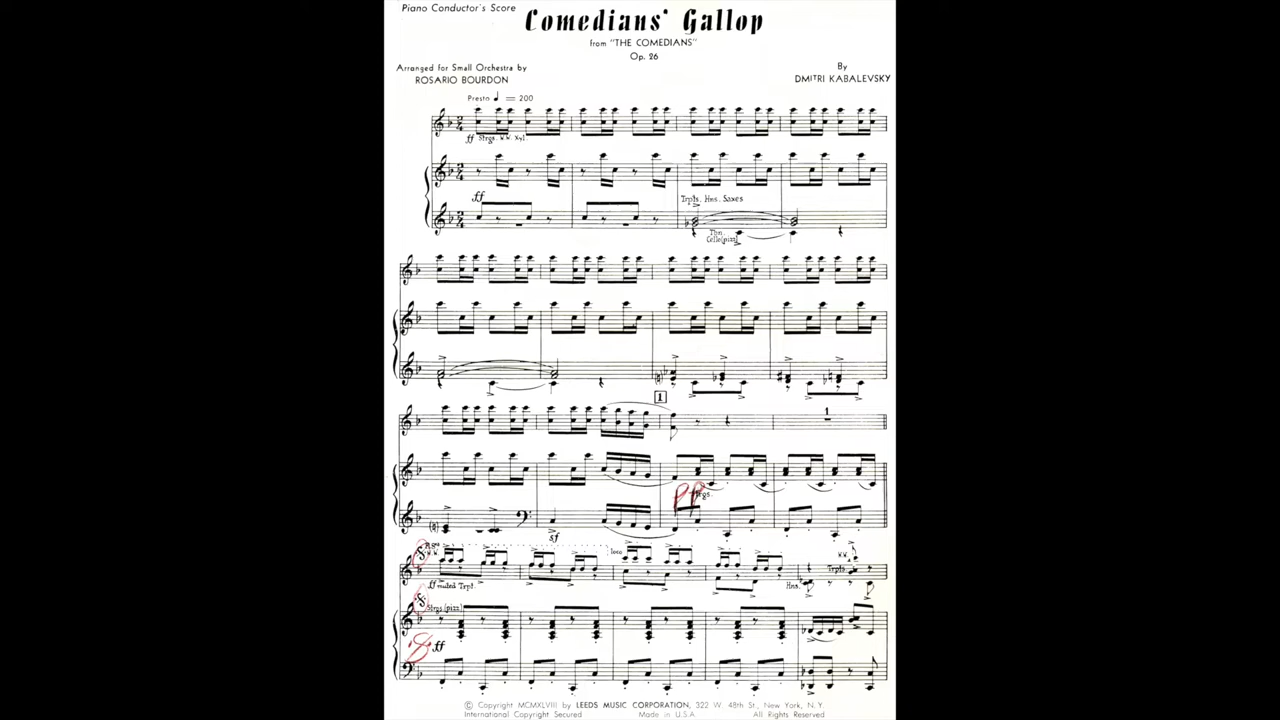 Piano Conductor's Score
Comedians' Gallop
from "THE COMEDIANS"
Op. 26
Arranged for Small Orchestra by
ROSARIO BOURDON
By
DMITRI KABALEVSKY
Presto ♩ = 200
ff Strgs. W.W. Xyl.
ff
Trpts. Hns. Saxes
Tbn.
Cello(pizz)
1
1
sf
pp Strgs.
W.W.
loco
W.W.
Trpts.
ff muted Trpt.
Hns.
Strgs.(pizz)
ff
© Copyright MCMXLVIII by LEEDS MUSIC CORPORATION, 322 W. 48th St., New York, N.Y.
International Copyright Secured Made in U.S.A. All Rights Reserved